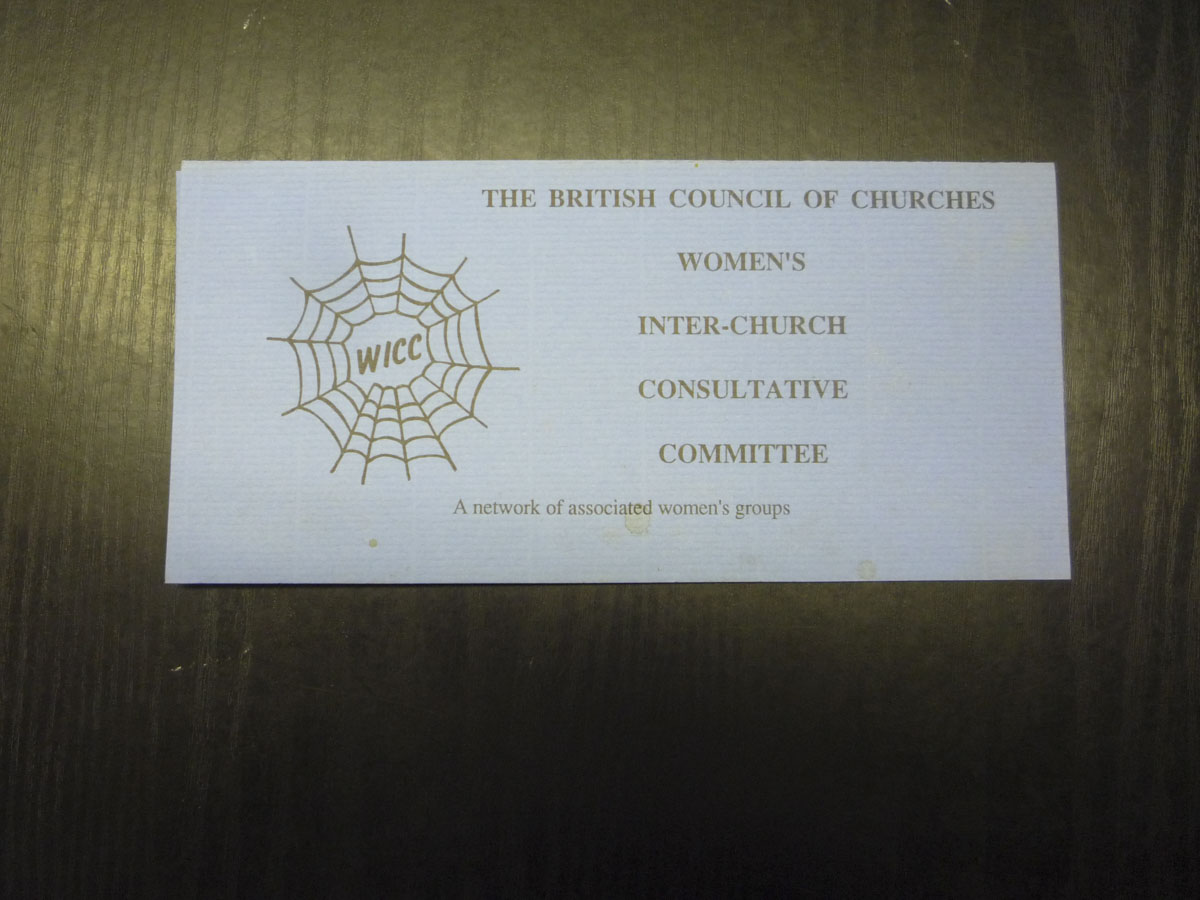 THE BRITISH COUNCIL OF CHURCHES
WOMEN'S
INTER-CHURCH
CONSULTATIVE
COMMITTEE
WICC
A network of associated women's groups